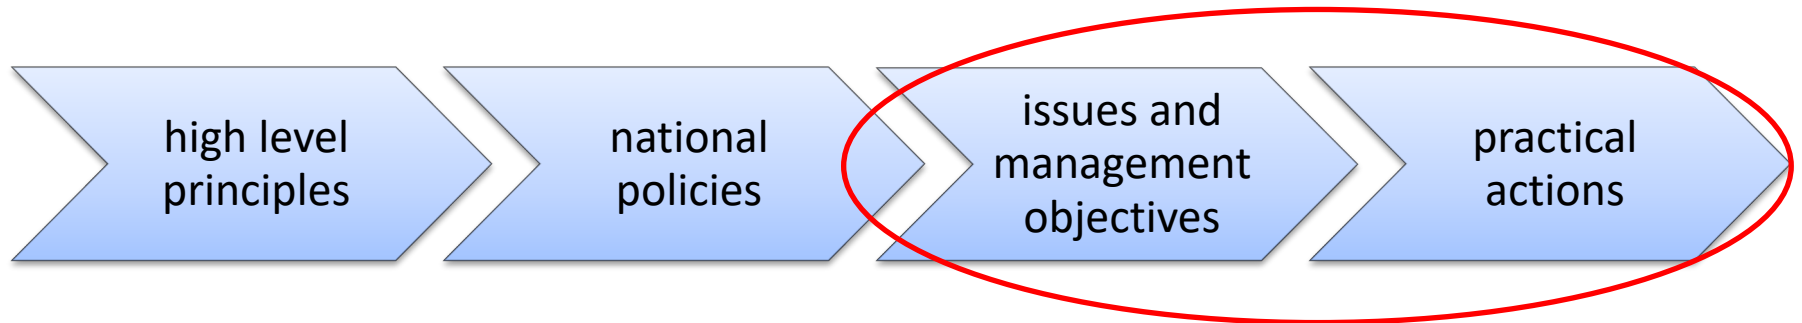 high level
principles
national
policies
issues and
management
objectives
practical
actions